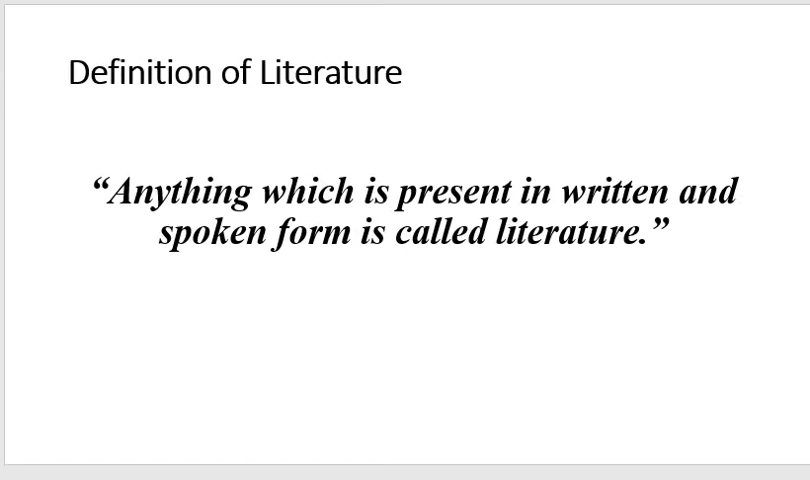 Definition of Literature
“Anything which is present in written and
spoken form is called literature.”